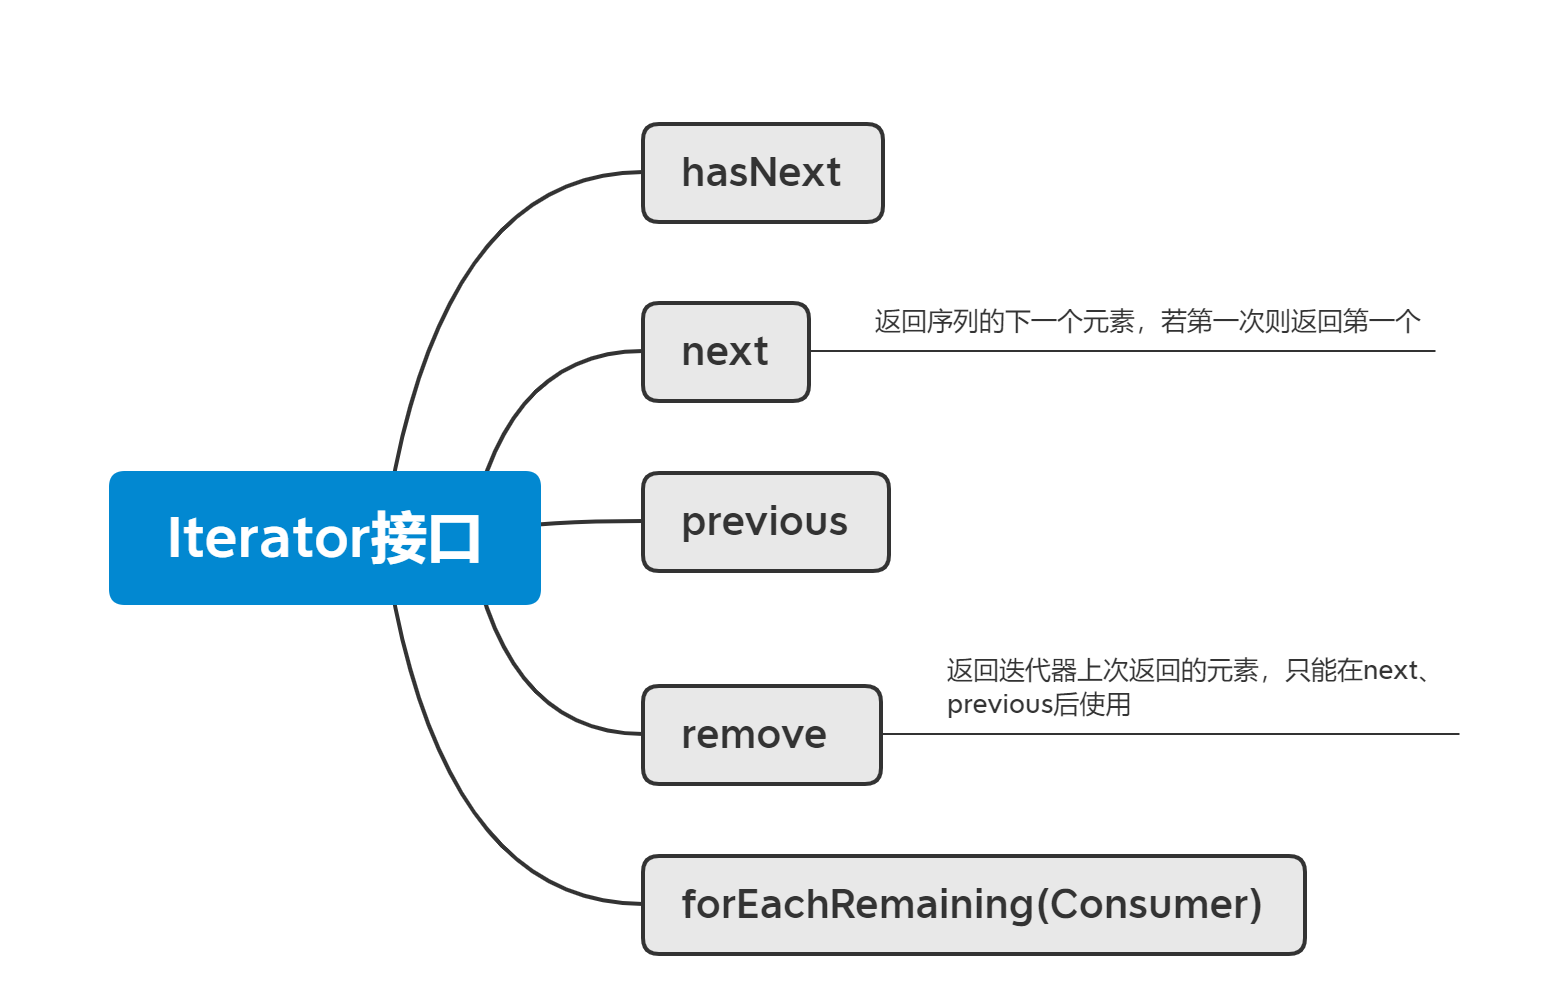 hasNext
next
返回序列的下一个元素，若第一次则返回第一个
Iterator接口
previous
remove
返回迭代器上次返回的元素，只能在next、
previous后使用
forEachRemaining(Consumer)